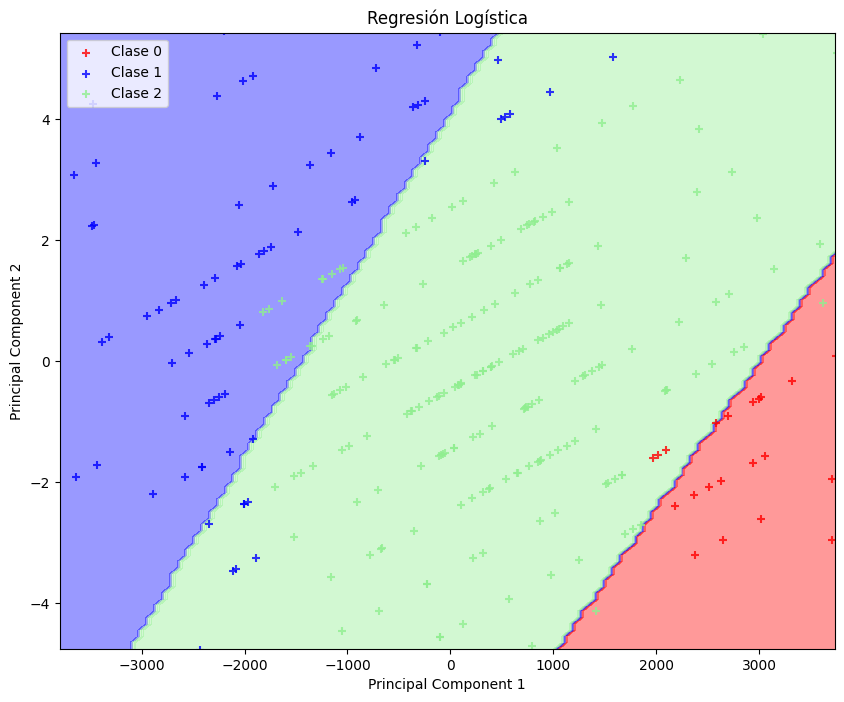 Regresión Logística
Clase 0
Clase 1
Clase 2
Principal Component 2
4
2
0
−2
−4
−3000 −2000 −1000 0 1000 2000 3000
Principal Component 1